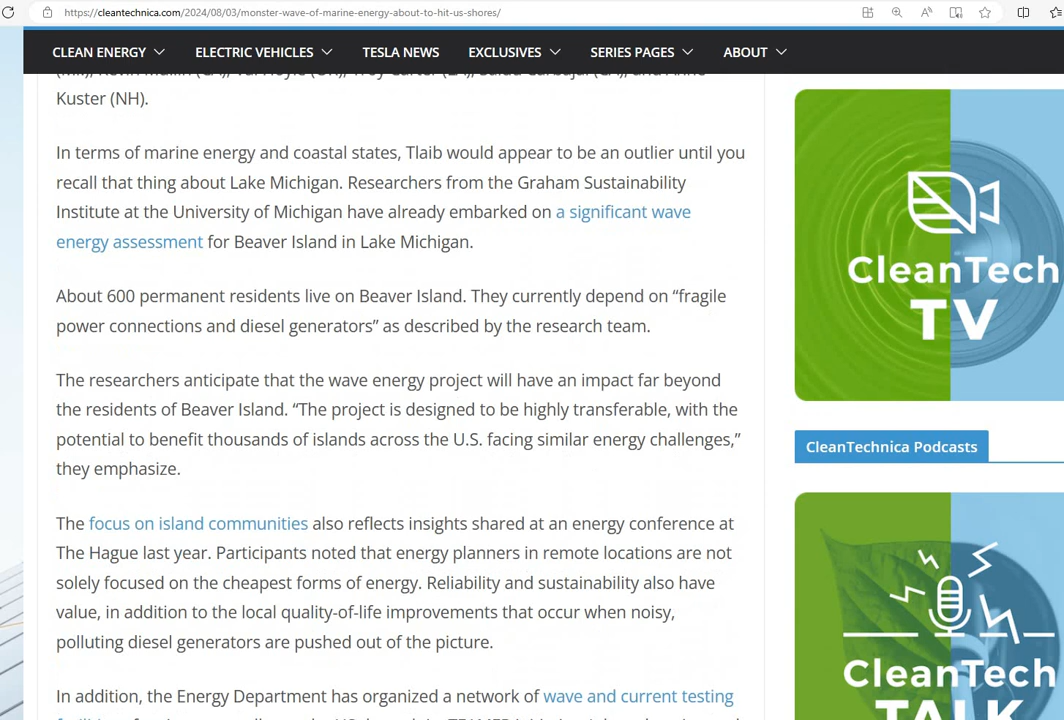 https://cleantechnica.com/2024/08/03/monster-wave-of-marine-energy-about-to-hit-us-shores/
CLEAN ENERGY ELECTRIC VEHICLES TESLA NEWS EXCLUSIVES SERIES PAGES ABOUT
Kuster (NH).
In terms of marine energy and coastal states, Tlaib would appear to be an outlier until you
recall that thing about Lake Michigan. Researchers from the Graham Sustainability
Institute at the University of Michigan have already embarked on a significant wave
energy assessment for Beaver Island in Lake Michigan.
About 600 permanent residents live on Beaver Island. They currently depend on “fragile
power connections and diesel generators” as described by the research team.
The researchers anticipate that the wave energy project will have an impact far beyond
the residents of Beaver Island. “The project is designed to be highly transferable, with the
potential to benefit thousands of islands across the U.S. facing similar energy challenges,”
they emphasize.
The focus on island communities also reflects insights shared at an energy conference at
The Hague last year. Participants noted that energy planners in remote locations are not
solely focused on the cheapest forms of energy. Reliability and sustainability also have
value, in addition to the local quality-of-life improvements that occur when noisy,
polluting diesel generators are pushed out of the picture.
In addition, the Energy Department has organized a network of wave and current testing
CleanTech
TV
CleanTechnica Podcasts
CleanTech
TALK